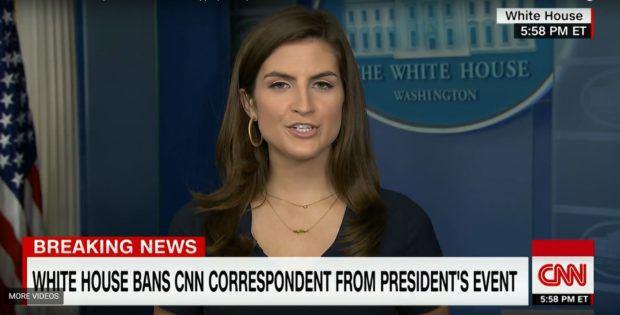 White House
5:58 PM ET
THE WHITE HOUSE
WASHINGTON
BREAKING NEWS
WHITE HOUSE BANS CNN CORRESPONDENT FROM PRESIDENT'S EVENT
CNN
MORE VIDEOS
5:58 PM ET